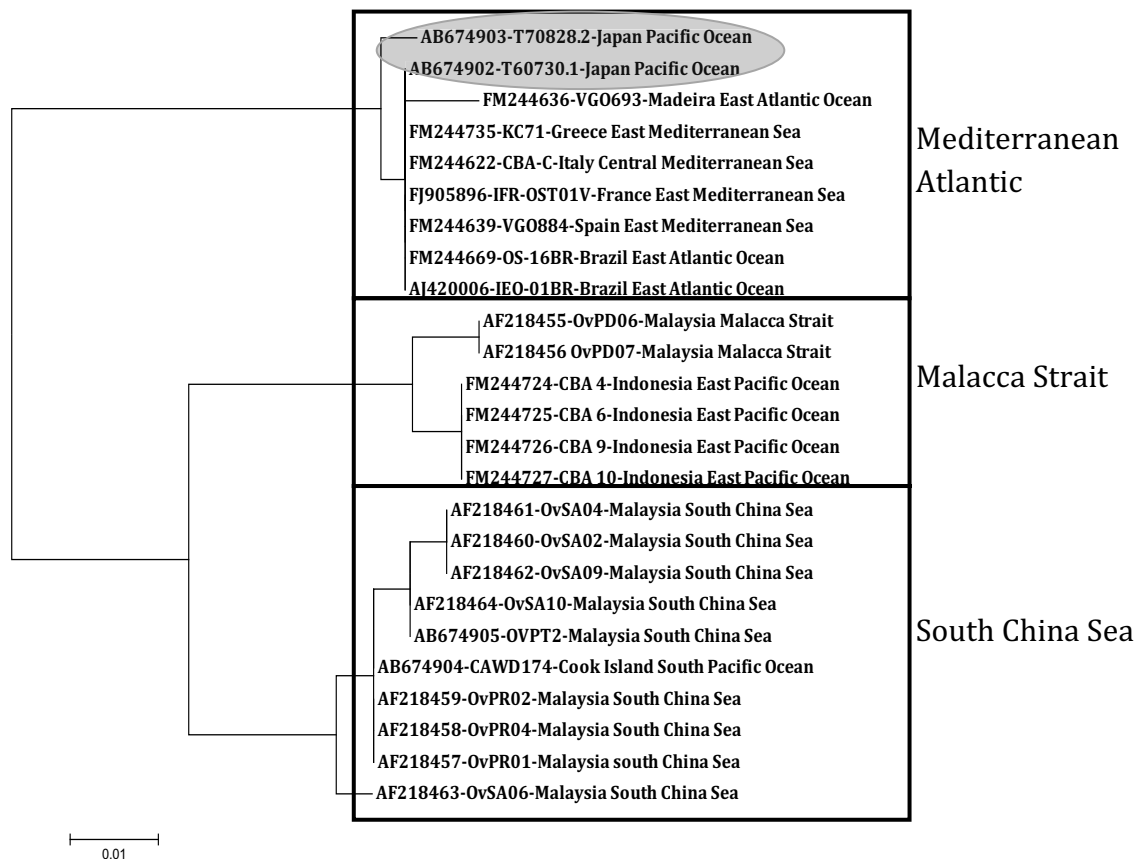 AB674903-T70828.2-Japan Pacific Ocean
AB674902-T60730.1-Japan Pacific Ocean
FM244636-VGO693-Madeira East Atlantic Ocean
FM244735-KC71-Greece East Mediterranean Sea
FM244622-CBA-C-Italy Central Mediterranean Sea
FJ905896-IFR-OST01V-France East Mediterranean Sea
FM244639-VGO884-Spain East Mediterranean Sea
FM244669-OS-16BR-Brazil East Atlantic Ocean
AJ420006-IEO-01BR-Brazil East Atlantic Ocean
Mediterranean
Atlantic
AF218455-OvPD06-Malaysia Malacca Strait
AF218456 OvPD07-Malaysia Malacca Strait
FM244724-CBA 4-Indonesia East Pacific Ocean
FM244725-CBA 6-Indonesia East Pacific Ocean
FM244726-CBA 9-Indonesia East Pacific Ocean
FM244727-CBA 10-Indonesia East Pacific Ocean
Malacca Strait
AF218461-OvSA04-Malaysia South China Sea
AF218460-OvSA02-Malaysia South China Sea
AF218462-OvSA09-Malaysia South China Sea
AF218464-OvSA10-Malaysia South China Sea
AB674905-OVPT2-Malaysia South China Sea
AB674904-CAWD174-Cook Island South Pacific Ocean
AF218459-OvPR02-Malaysia South China Sea
AF218458-OvPR04-Malaysia South China Sea
AF218457-OvPR01-Malaysia south China Sea
AF218463-OvSA06-Malaysia South China Sea
South China Sea
0.01